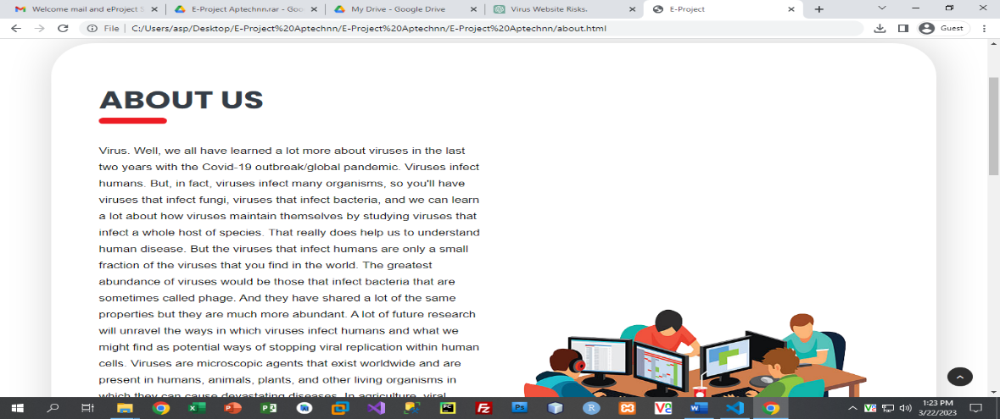 Welcome mail and eProject S
E-Project Aptechnn.rar - Goo
My Drive - Google Drive
Virus Website Risks.
E-Project
File | C:/Users/asp/Desktop/E-Project%20Aptechnn/E-Project%20Aptechnn/E-Project%20Aptechnn/about.html
Guest
ABOUT US
Virus. Well, we all have learned a lot more about viruses in the last
two years with the Covid-19 outbreak/global pandemic. Viruses infect
humans. But, in fact, viruses infect many organisms, so you'll have
viruses that infect fungi, viruses that infect bacteria, and we can learn
a lot about how viruses maintain themselves by studying viruses that
infect a whole host of species. That really does help us to understand
human disease. But the viruses that infect humans are only a small
fraction of the viruses that you find in the world. The greatest
abundance of viruses would be those that infect bacteria that are
sometimes called phage. And they have shared a lot of the same
properties but they are much more abundant. A lot of future research
will unravel the ways in which viruses infect humans and what we
might find as potential ways of stopping viral replication within human
cells. Viruses are microscopic agents that exist worldwide and are
present in humans, animals, plants, and other living organisms in
which they can cause devastating diseases. In agriculture, viral
1:23 PM
3/22/2023